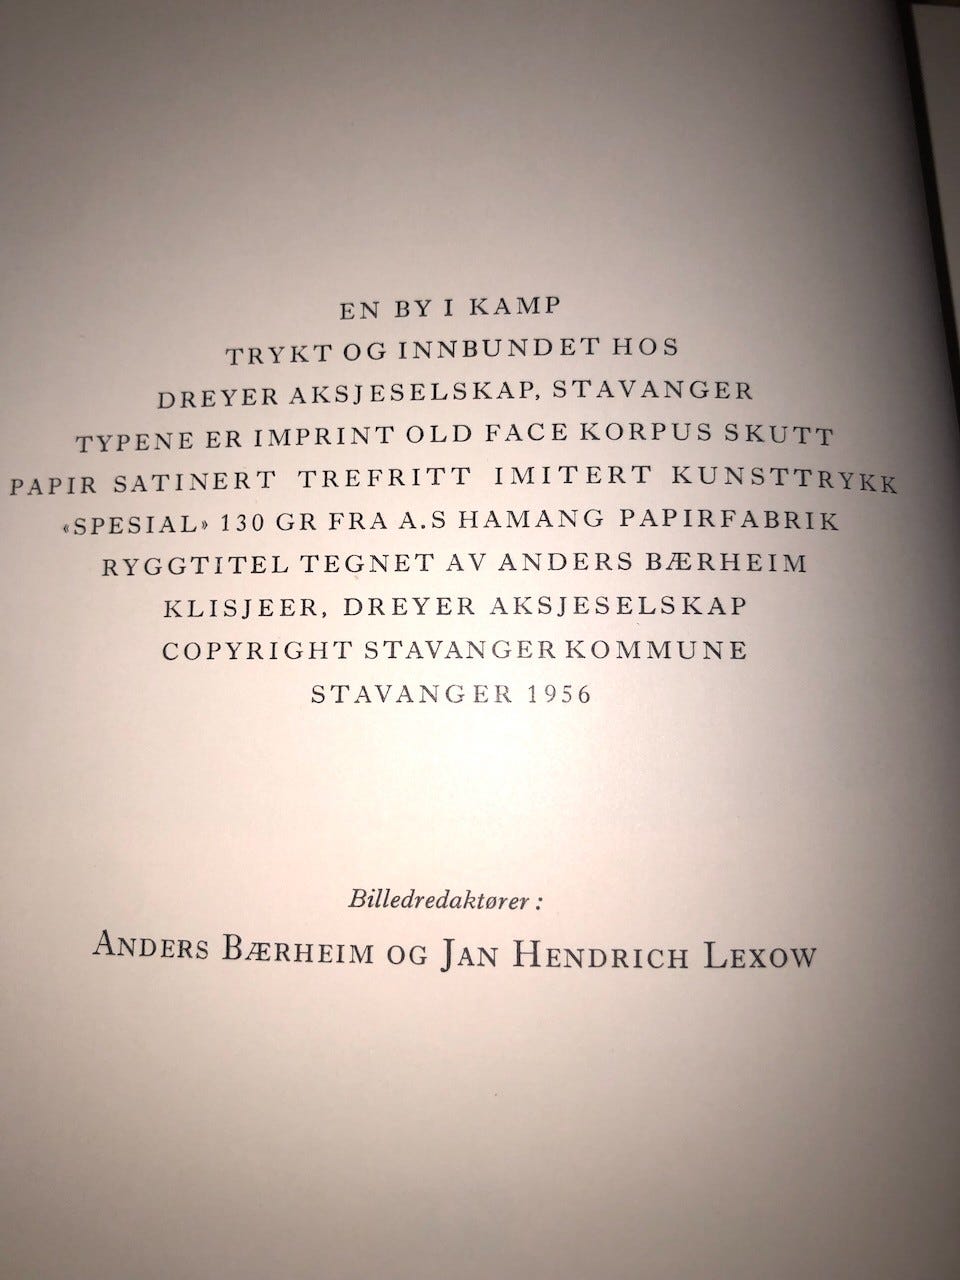 EN BY I KAMP
TRYKT OG INNBUNDET HOS
DREYER AKSJESELSKAP, STAVANGER
TYPENE ER IMPRINT OLD FACE KORPUS SKUTT
PAPIR SATINERT TREFRITT IMITERT KUNSTTRYKK
«SPESIAL» 130 GR FRA A.S HAMANG PAPIRFABRIK
RYGGTITEL TEGNET AV ANDERS BÆRHEIM
KLISJEER, DREYER AKSJESELSKAP
COPYRIGHT STAVANGER KOMMUNE
STAVANGER 1956
Billedredaktører:
ANDERS BÆRHEIM OG JAN HENDRICH LEXOW